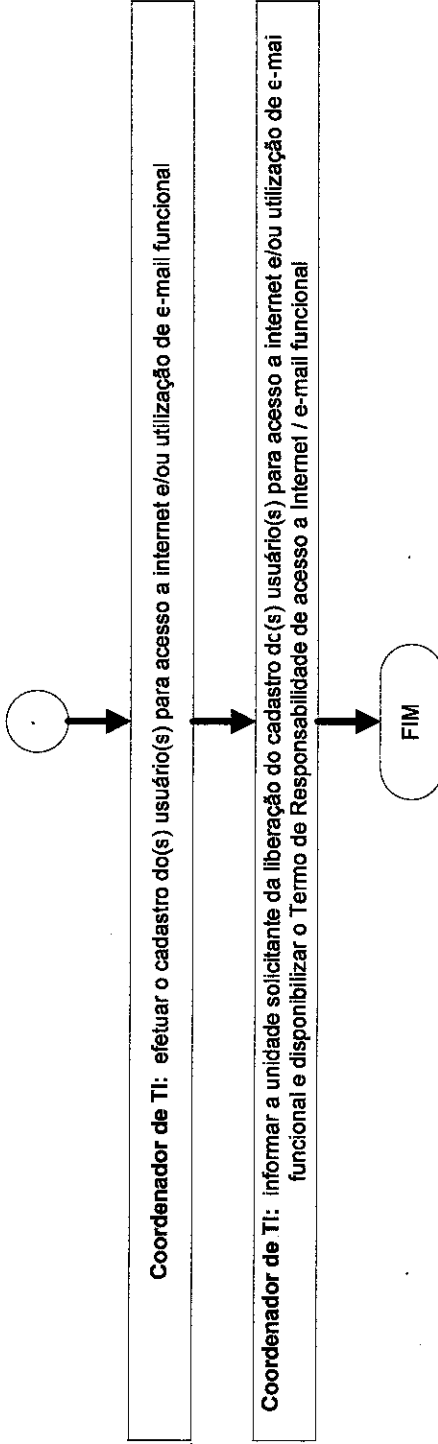 Coordenador de TI: efetuar o cadastro do(s) usuário(s) para acesso a internet e/ou utilização de e-mail funcional
Coordenador de TI: informar a unidade solicitante da liberação do cadastro dc(s) usuário(s) para acesso a internet e/ou utilização de e-mai
funcional e disponibilizar o Termo de Responsabilidade de acesso a Internet / e-mail funcional
FIM